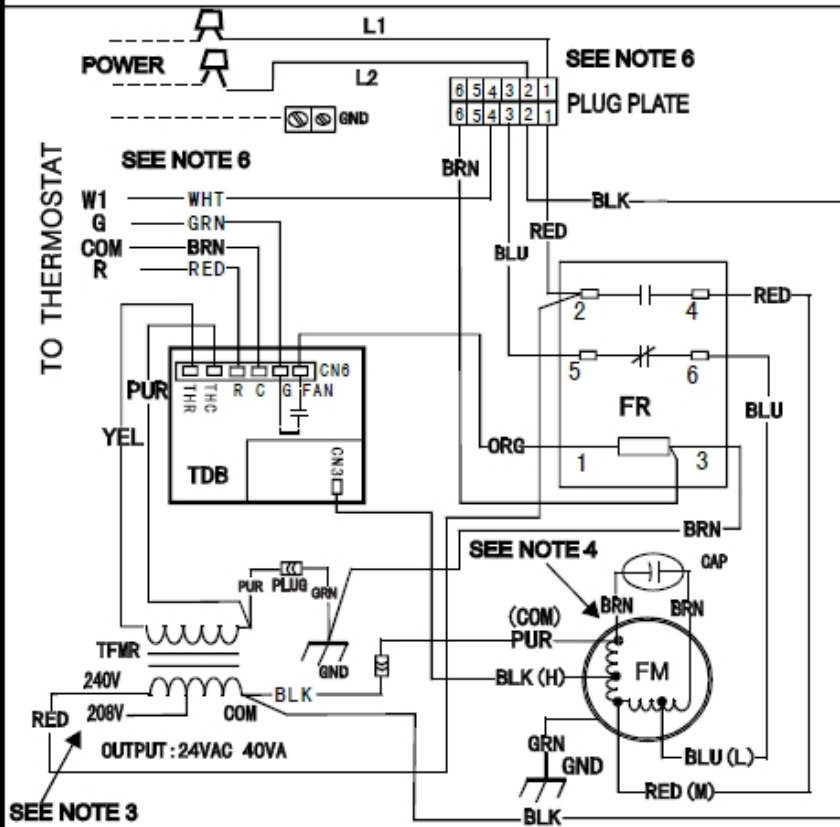 L1
POWER
L2
SEE NOTE 6
6 5 4 3 2 1
6 5 4 3 2 1
PLUG PLATE
GND
SEE NOTE 6
BRN
TO THERMOSTAT
W1 WHT
G GRN
COM BRN
R RED
BLK
RED
BLU
2 4
RED
5 6
FR
BLU
ORG
1 3
BRN
PUR
YEL
CN6
THR THC R C G FAN
TDB
CN3
SEE NOTE 4
CAP
BRN BRN
PUR PLUG GRN
(COM)
PUR
TFMR
GND
FM
BLK (H)
240V
BLK
RED 208V COM
OUTPUT : 24VAC 40VA
GRN
GND
BLU (L)
RED (M)
SEE NOTE 3
BLK